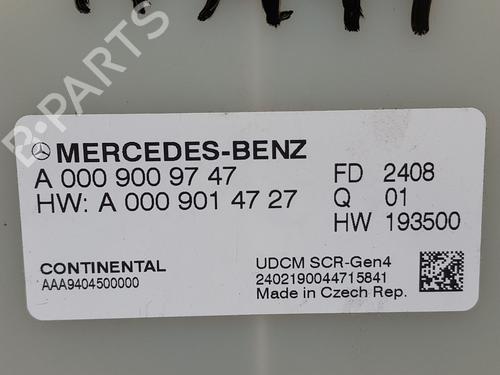 MERCEDES-BENZ
A 000 900 97 47
HW: A 000 901 47 27
FD 2408
Q 01
HW 193500
CONTINENTAL
AAA9404500000
UDCM SCR-Gen4
2402190044715841
Made in Czech Rep.
B-PARTS